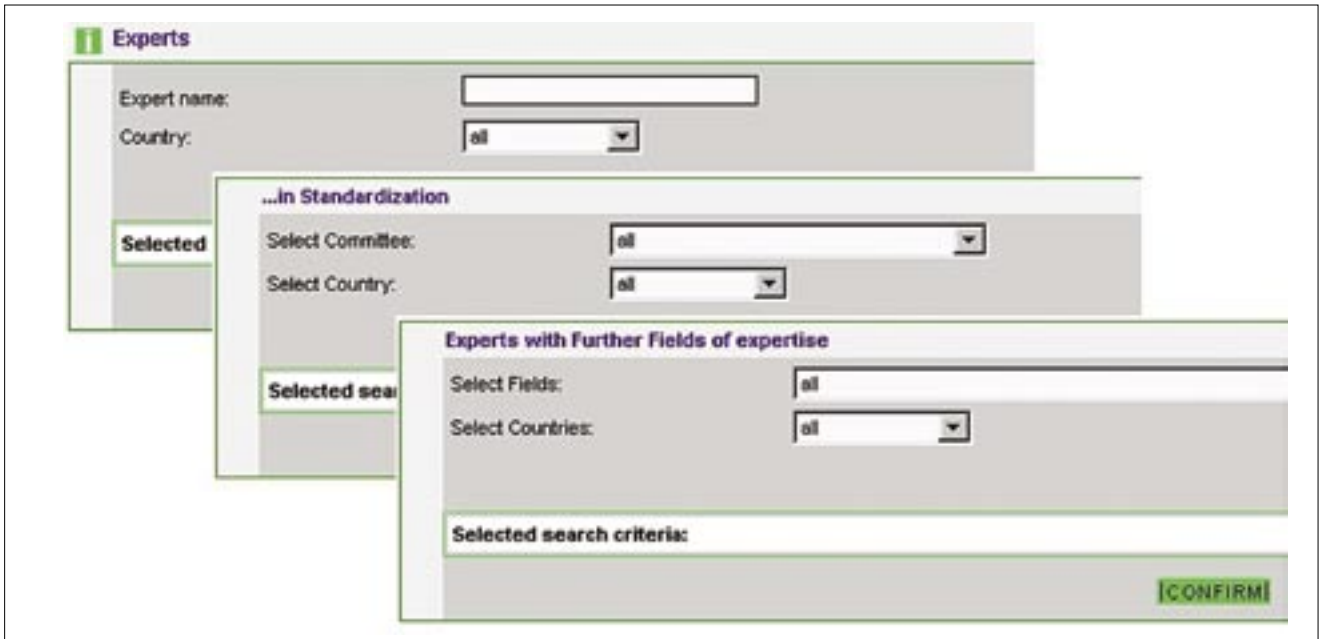 i Experts
Expert name:
Country: all
Selected
...in Standardization
Select Committee: all
Select Country: all
Selected sear
Experts with Further Fields of expertise
Select Fields: all
Select Countries: all
Selected search criteria:
[CONFIRM]